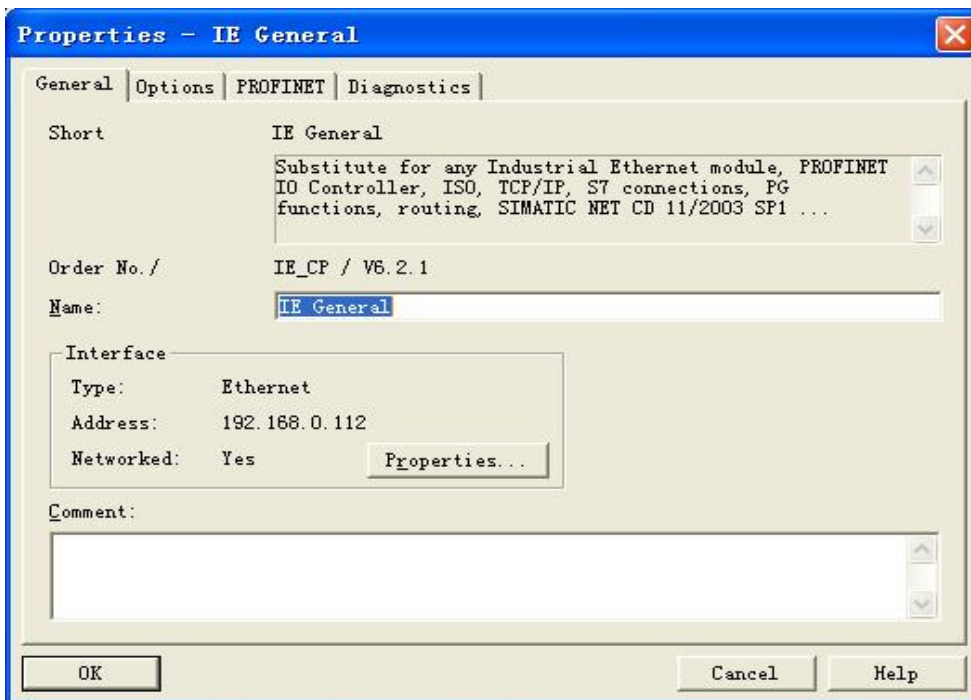 Properties - IE General
General Options PROFINET Diagnostics
Short IE General
Substitute for any Industrial Ethernet module, PROFINET
IO Controller, ISO, TCP/IP, S7 connections, PG
functions, routing, SIMATIC NET CD 11/2003 SP1 ...
Order No./ IE_CP / V6.2.1
Name: IE General
Interface
Type: Ethernet
Address: 192.168.0.112
Networked: Yes Properties...
Comment:
OK Cancel Help